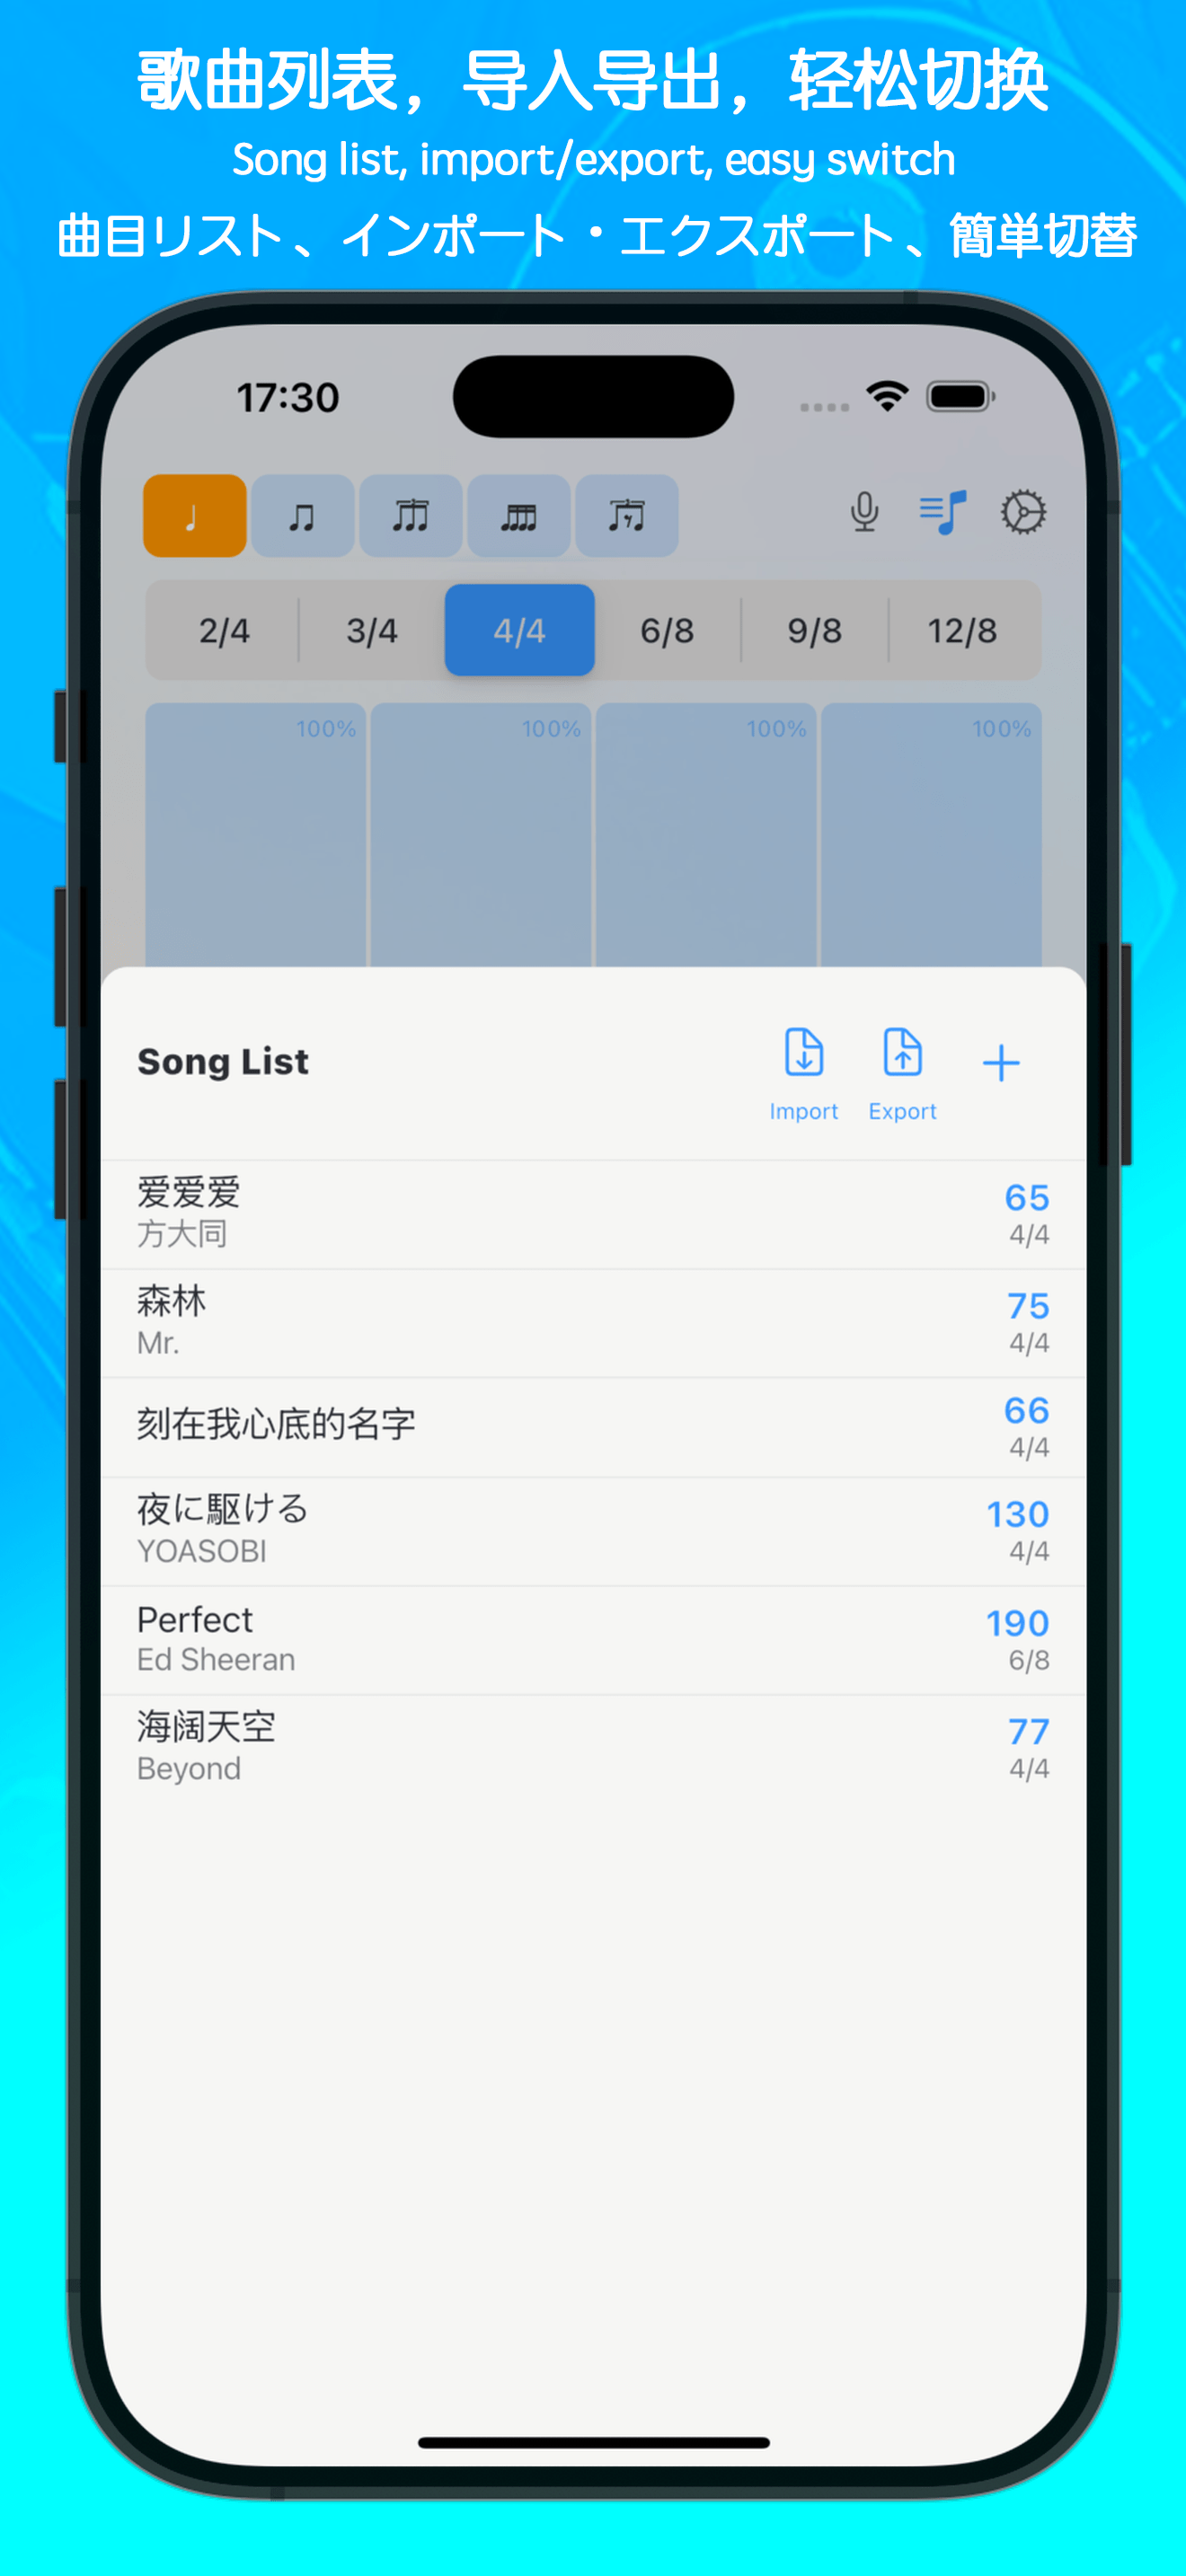 歌曲列表，导入导出，轻松切换
Song list, import/export, easy switch
曲目リスト、インポート・エクスポート、簡単切替
17:30
2/4 3/4 4/4 6/8 9/8 12/8
100% 100% 100% 100%
Song List
Import Export
爱爱爱
65
方大同
4/4
森林
75
Mr.
4/4
刻在我心底的名字
66
4/4
夜に駆ける
130
YOASOBI
4/4
Perfect
190
Ed Sheeran
6/8
海阔天空
77
Beyond
4/4